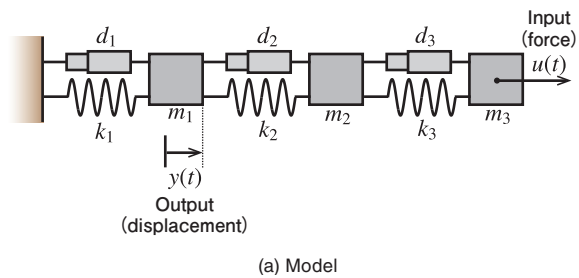 Input
(force)
d₁ d₂ d₃ u(t)
k₁ m₁ k₂ m₂ k₃ m₃
y(t)
Output
(displacement)
(a) Model